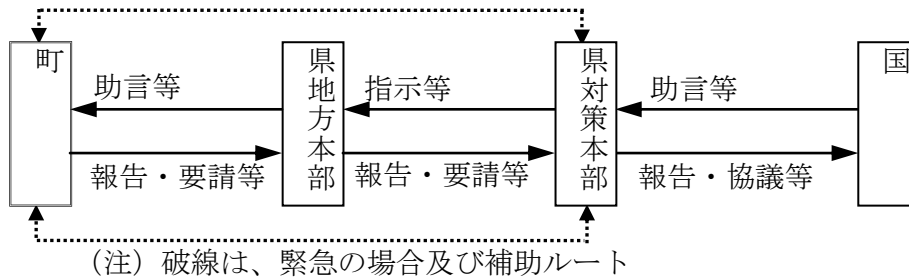 町
県地方本部
県対策本部
国
助言等
指示等
助言等
報告・要請等
報告・要請等
報告・協議等
（注）破線は、緊急の場合及び補助ルート